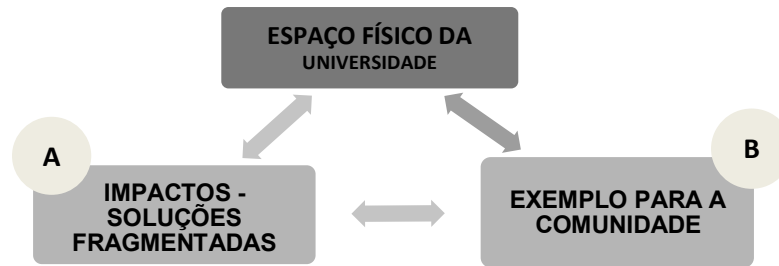 ESPAÇO FÍSICO DA
UNIVERSIDADE
A
IMPACTOS -
SOLUÇÕES
FRAGMENTADAS
B
EXEMPLO PARA A
COMUNIDADE